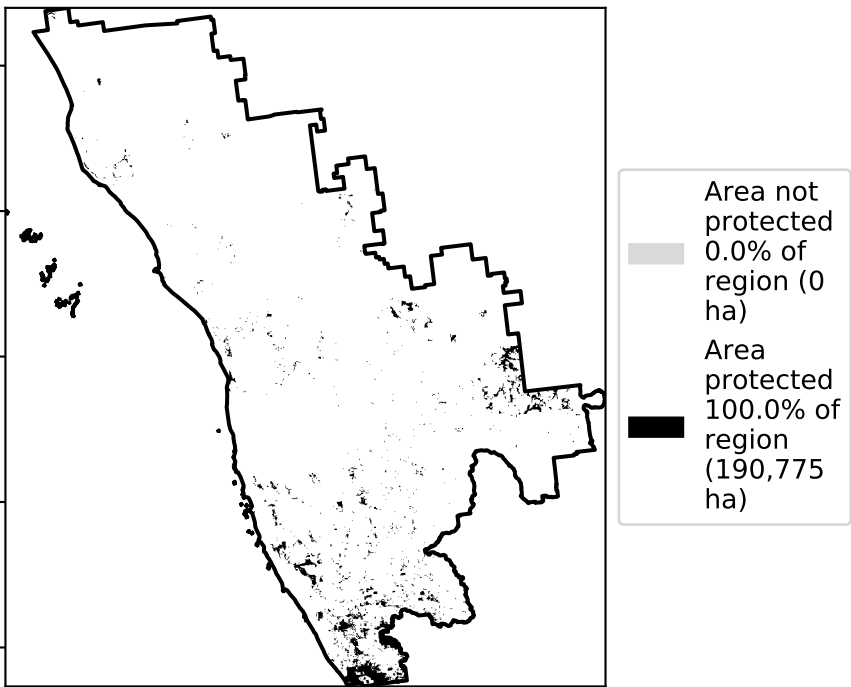 Area not
protected
0.0% of
region (0
ha)
Area
protected
100.0% of
region
(190,775
ha)